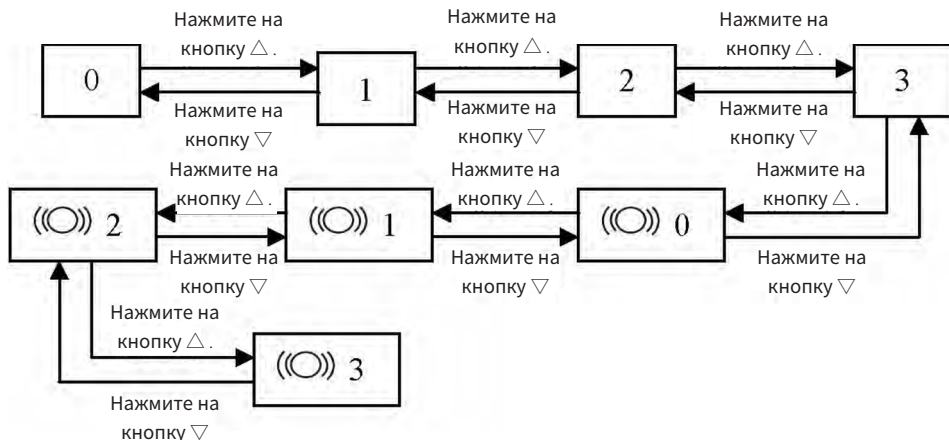 Нажмите на
кнопку △ .
Нажмите на
кнопку △ .
Нажмите на
кнопку △ .
0
1
2
3
Нажмите на
кнопку ▽
Нажмите на
кнопку ▽
Нажмите на
кнопку ▽
Нажмите на
кнопку △ .
Нажмите на
кнопку △ .
Нажмите на
кнопку △ .
2
1
0
Нажмите на
кнопку ▽
Нажмите на
кнопку ▽
Нажмите на
кнопку ▽
Нажмите на
кнопку △ .
3
Нажмите на
кнопку ▽